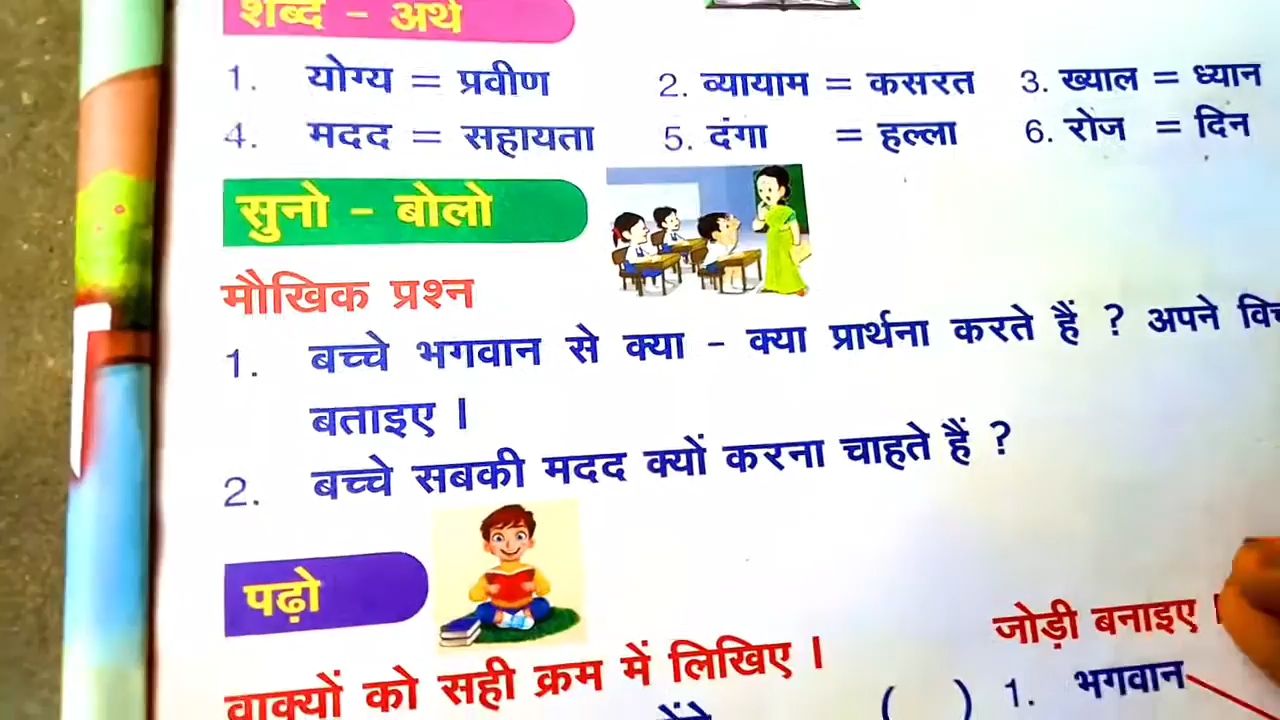 शब्द - अर्थ
1. योग्य = प्रवीण 2. व्यायाम = कसरत 3. ख्याल = ध्यान
4. मदद = सहायता 5. दंगा = हल्ला 6. रोज = दिन
सुनो - बोलो
मौखिक प्रश्न
1. बच्चे भगवान से क्या - क्या प्रार्थना करते हैं ? अपने
बताइए ।
2. बच्चे सबकी मदद क्यों करना चाहते हैं ?
पढ़ो
वाक्यों को सही क्रम में लिखिए ।
( )
जोड़ी बनाइए ।
1. भगवान